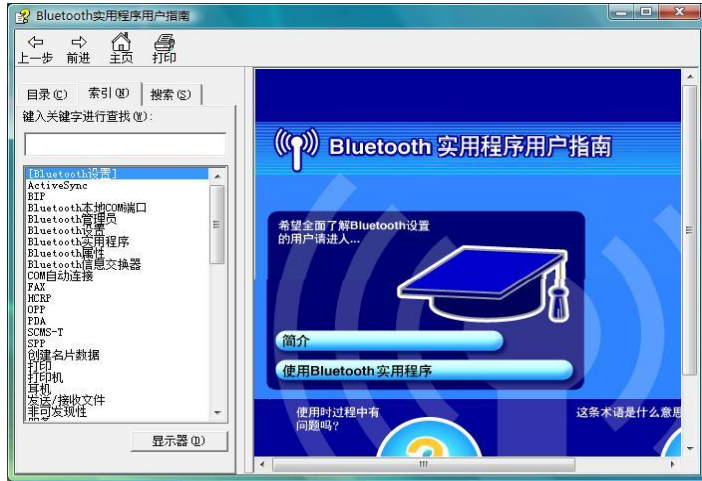 Bluetooth实用程序用户指南
上一步 前进 主页 打印
目录(C) 索引(N) 搜索(S)
键入关键字进行查找(W):
[Bluetooth设置]
ActiveSync
BIP
Bluetooth本地COM端口
Bluetooth管理员
Bluetooth设置
Bluetooth实用程序
Bluetooth属性
Bluetooth信息交换器
COM自动连接
FAX
HCRP
OPP
PDA
SCMS-T
SPP
创建名片数据
打印
打印机
耳机
发送/接收文件
非可发现性
显示器(D)
Bluetooth 实用程序用户指南
希望全面了解Bluetooth设置
的用户请进入...
简介
使用Bluetooth实用程序
使用时过程中有
问题吗?
这条术语是什么意思
?